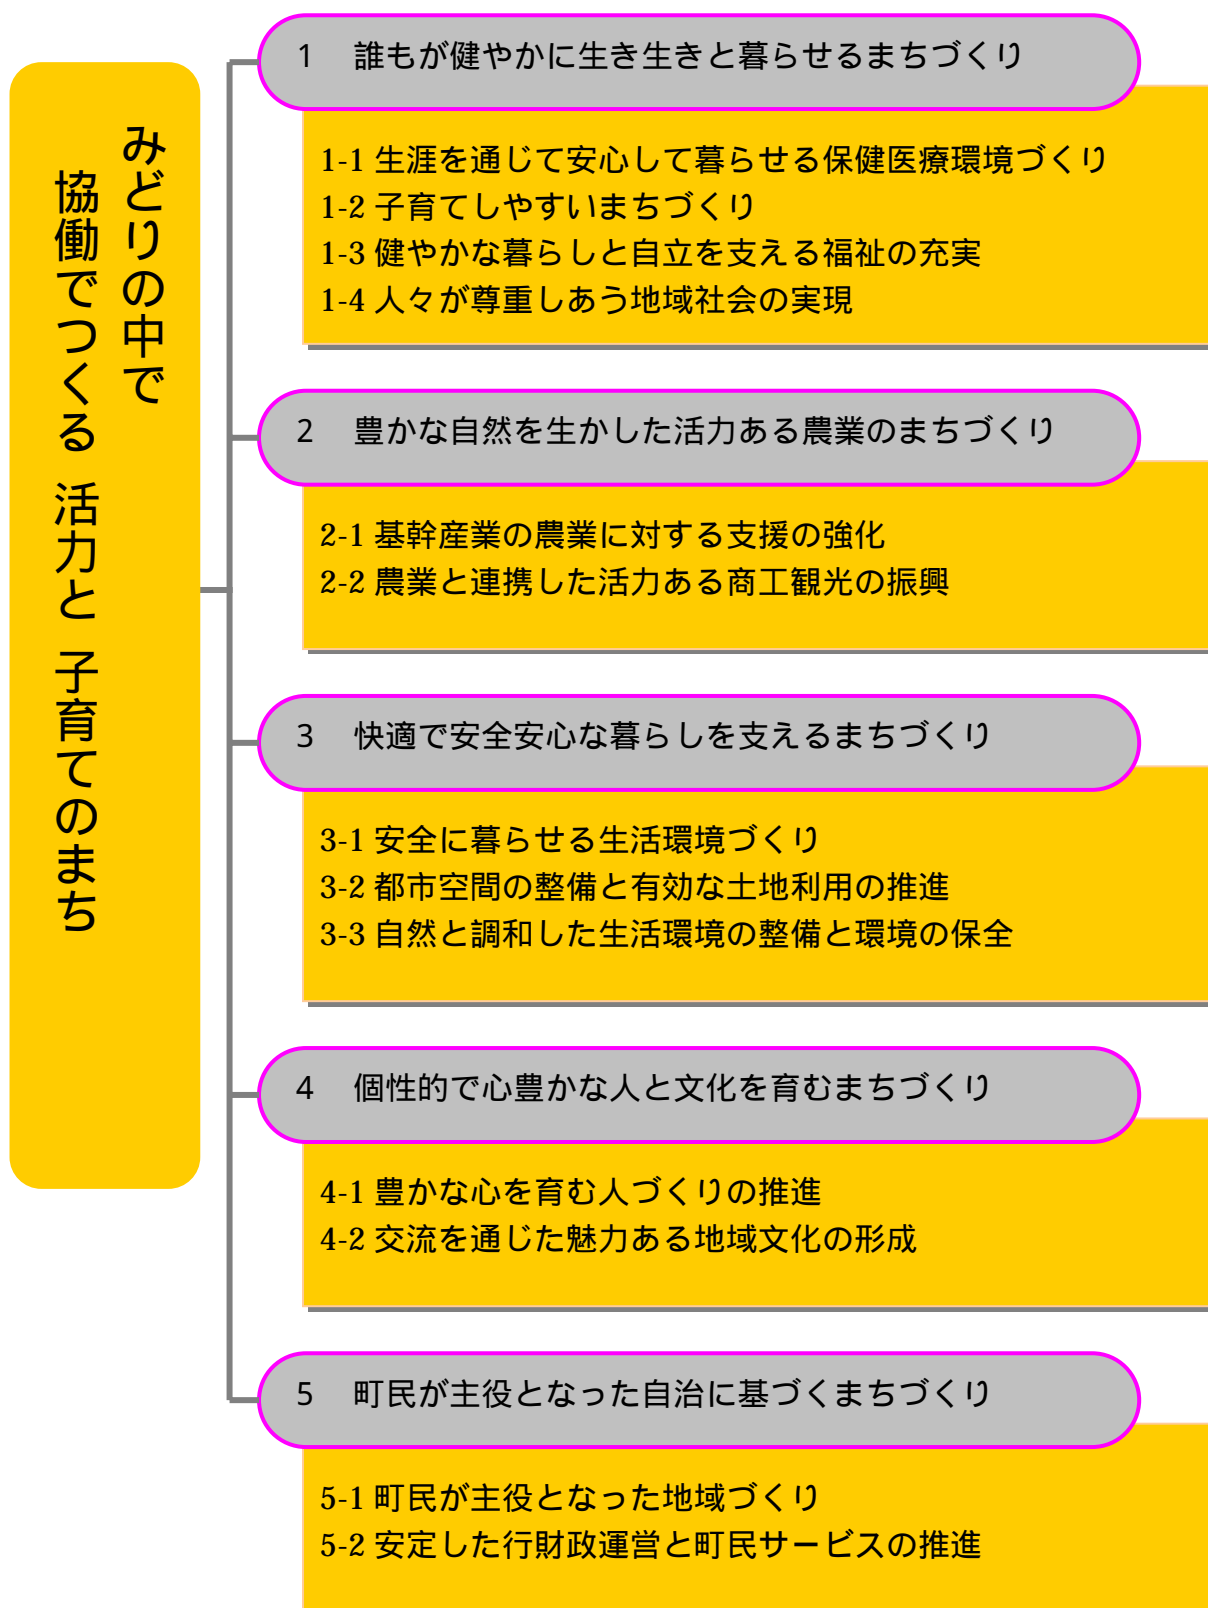 みどりの中で
協働でつくる 活力と 子育てのまち
1 誰もが健やかに生き生きと暮らせるまちづくり
1-1 生涯を通じて安心して暮らせる保健医療環境づくり
1-2 子育てしやすいまちづくり
1-3 健やかな暮らしと自立を支える福祉の充実
1-4 人々が尊重しあう地域社会の実現
2 豊かな自然を生かした活力ある農業のまちづくり
2-1 基幹産業の農業に対する支援の強化
2-2 農業と連携した活力ある商工観光の振興
3 快適で安全安心な暮らしを支えるまちづくり
3-1 安全に暮らせる生活環境づくり
3-2 都市空間の整備と有効な土地利用の推進
3-3 自然と調和した生活環境の整備と環境の保全
4 個性的で心豊かな人と文化を育むまちづくり
4-1 豊かな心を育む人づくりの推進
4-2 交流を通じた魅力ある地域文化の形成
5 町民が主役となった自治に基づくまちづくり
5-1 町民が主役となった地域づくり
5-2 安定した行財政運営と町民サービスの推進